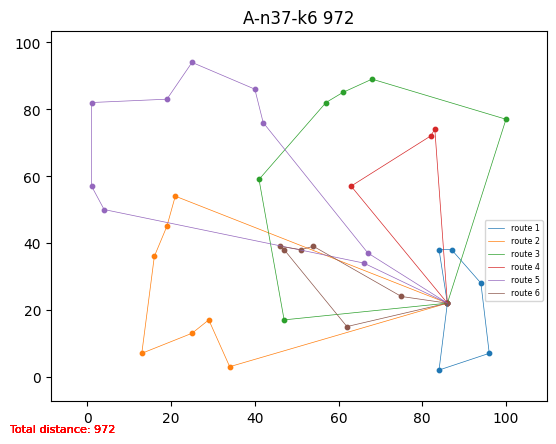 A-n37-k6 972
100
80
60
40
20
0
route 1
route 2
route 3
route 4
route 5
route 6
0 20 40 60 80 100
Total distance: 972